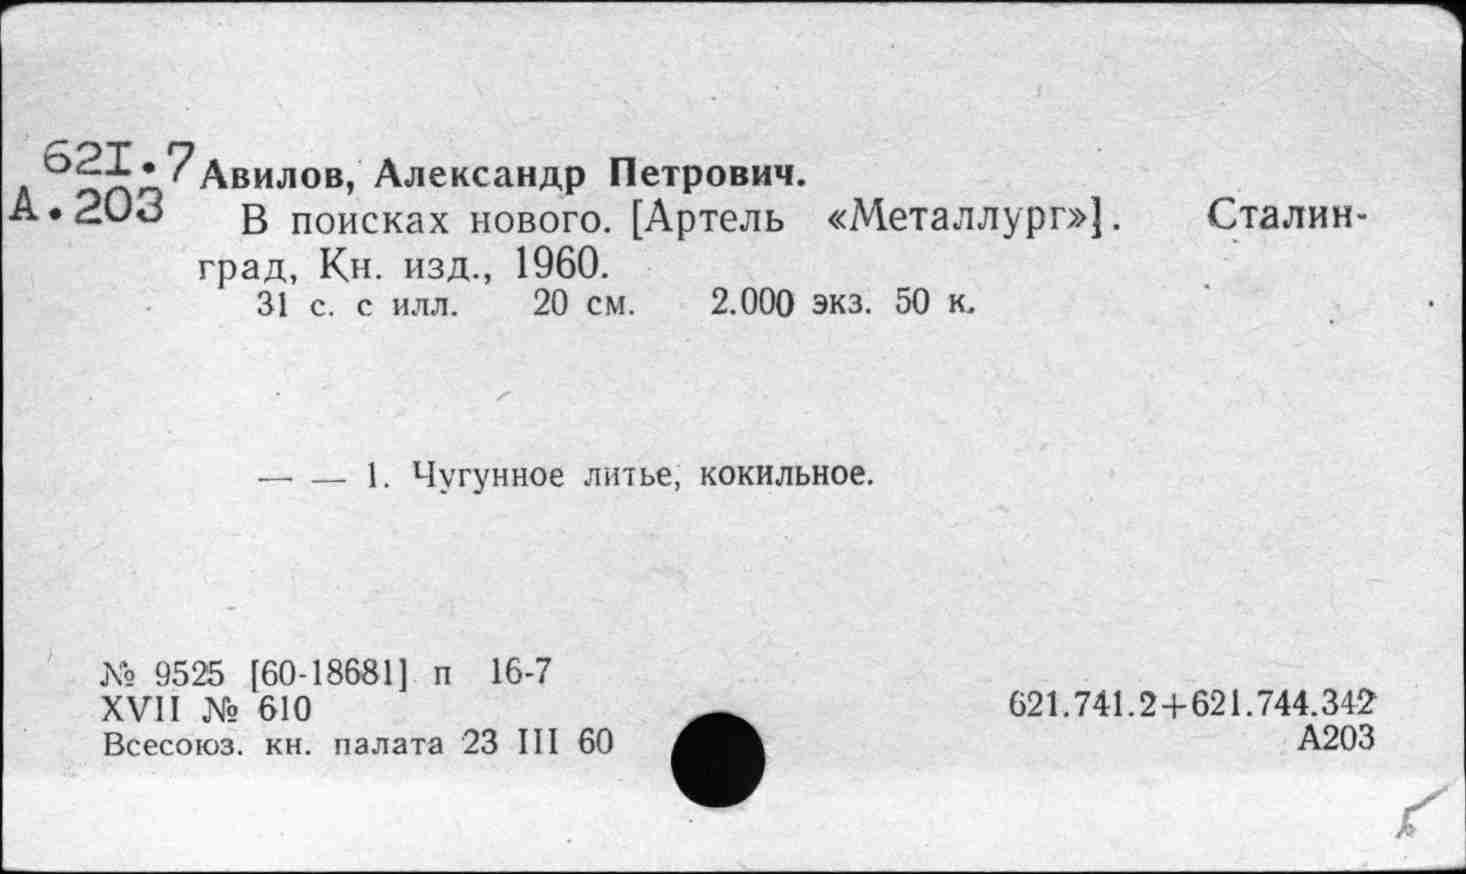 621.7 Авилов, Александр Петрович.
А.203 В поисках нового. [Артель «Металлург»]. Сталин-
град, Кн. изд., 1960.
31 с. с илл. 20 см. 2.000 экз. 50 к.
— — 1. Чугунное литье, кокильное.
№ 9525 [60-18681] п 16-7
XVII № 610
Всесоюз. кн. палата 23 III 60
621.741.2+621.744.342
А203